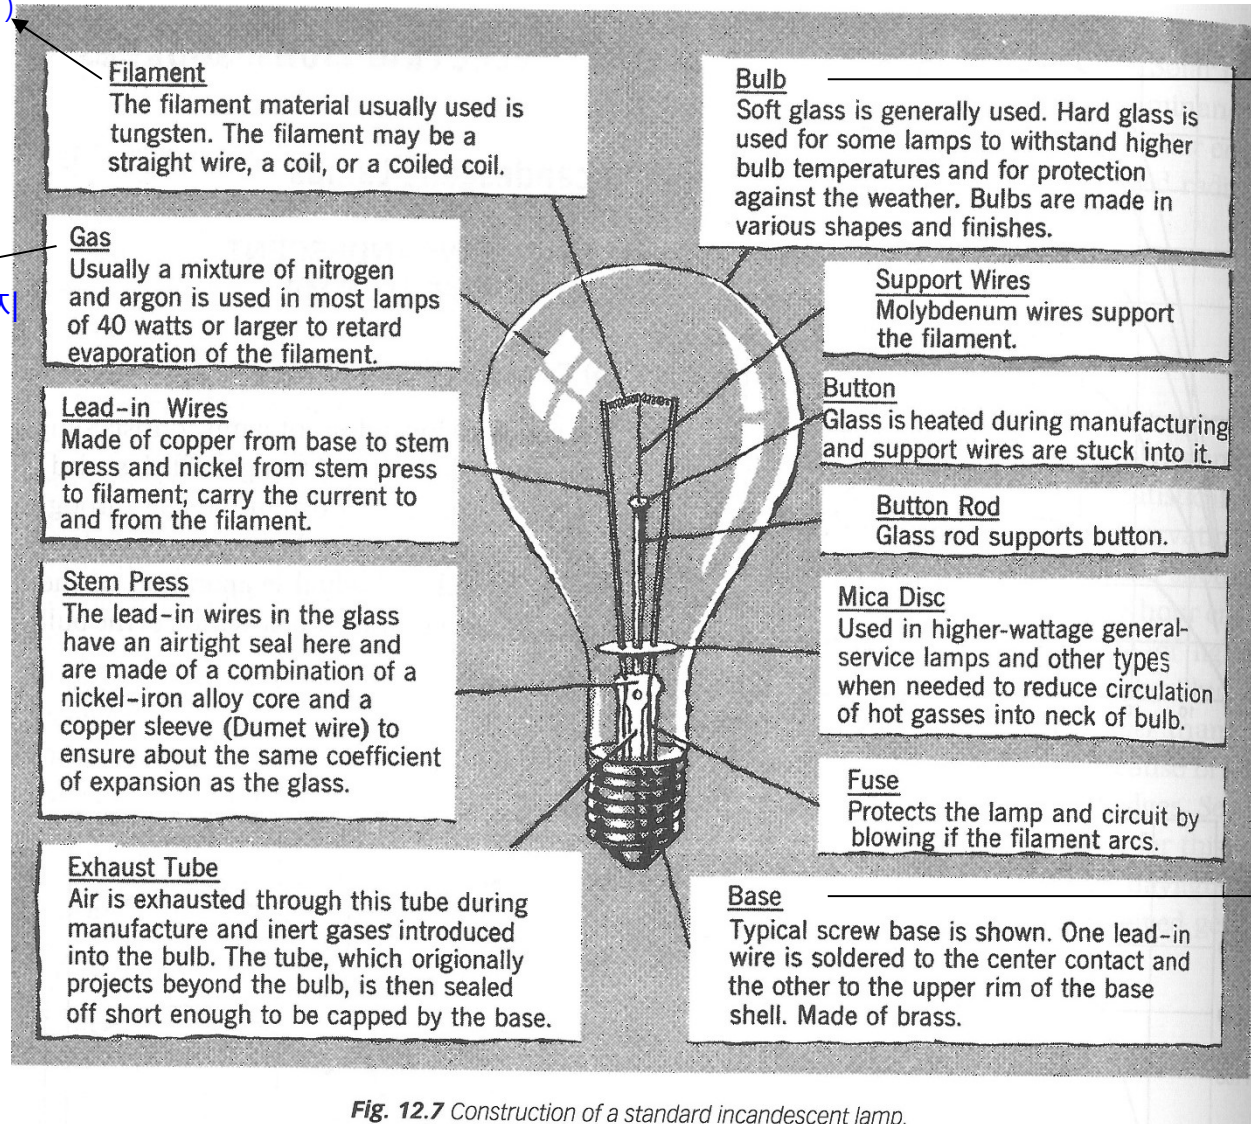 )
Filament
The filament material usually used is
tungsten. The filament may be a
straight wire, a coil, or a coiled coil.
Gas
Usually a mixture of nitrogen
and argon is used in most lamps
of 40 watts or larger to retard
evaporation of the filament.
지
Lead-in Wires
Made of copper from base to stem
press and nickel from stem press
to filament; carry the current to
and from the filament.
Stem Press
The lead-in wires in the glass
have an airtight seal here and
are made of a combination of a
nickel-iron alloy core and a
copper sleeve (Dumet wire) to
ensure about the same coefficient
of expansion as the glass.
Exhaust Tube
Air is exhausted through this tube during
manufacture and inert gases introduced
into the bulb. The tube, which origionally
projects beyond the bulb, is then sealed
off short enough to be capped by the base.
Bulb
Soft glass is generally used. Hard glass is
used for some lamps to withstand higher
bulb temperatures and for protection
against the weather. Bulbs are made in
various shapes and finishes.
Support Wires
Molybdenum wires support
the filament.
Button
Glass is heated during manufacturing
and support wires are stuck into it.
Button Rod
Glass rod supports button.
Mica Disc
Used in higher-wattage general-
service lamps and other types
when needed to reduce circulation
of hot gasses into neck of bulb.
Fuse
Protects the lamp and circuit by
blowing if the filament arcs.
Base
Typical screw base is shown. One lead-in
wire is soldered to the center contact and
the other to the upper rim of the base
shell. Made of brass.
Fig. 12.7 Construction of a standard incandescent lamp.